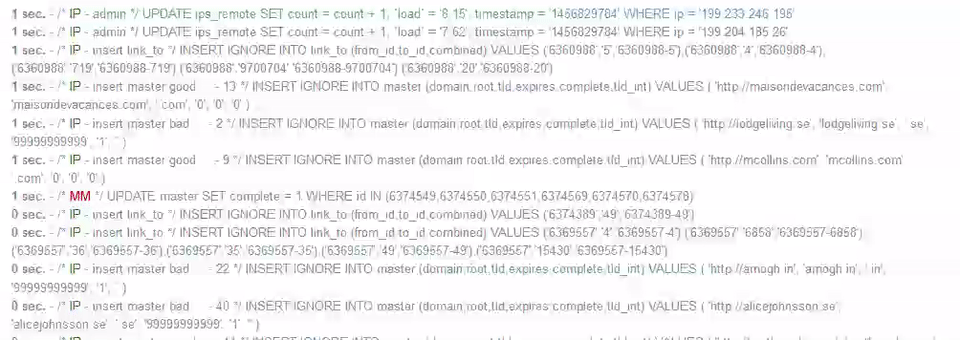 1 sec. - /* IP - admin */ UPDATE ips_remote SET count = count + 1, 'load' = '8.15', timestamp = '1456829784' WHERE ip = '199.233.246.196'
1 sec. - /* IP - admin */ UPDATE ips_remote SET count = count + 1, 'load' = '7.62', timestamp = '1456829784' WHERE ip = '199.204.185.26'
1 sec. - /* IP - insert link_to */ INSERT IGNORE INTO link_to (from_id,to_id,combined) VALUES ('6360988','5','6360988-5'),('6360988','4','6360988-4'),
('6360988','719','6360988-719'),('6360988','9700704','6360988-9700704'),('6360988','20','6360988-20')
1 sec. - /* IP - insert master good - 13 */ INSERT IGNORE INTO master (domain,root,tld,expires,complete,tld_int) VALUES ( 'http://maisondevacances.com',
'maisondevacances.com', '.com', '0', '0', '0' )
1 sec. - /* IP - insert master bad - 2 */ INSERT IGNORE INTO master (domain,root,tld,expires,complete,tld_int) VALUES ( 'http://lodgeliving.se', 'lodgeliving.se', '.se',
'99999999999', '1', '' )
1 sec. - /* IP - insert master good - 9 */ INSERT IGNORE INTO master (domain,root,tld,expires,complete,tld_int) VALUES ( 'http://mcollins.com', 'mcollins.com',
'.com', '0', '0', '0' )
1 sec. - /* MM */ UPDATE master SET complete = 1 WHERE id IN (6374549,6374550,6374551,6374569,6374570,6374578)
0 sec. - /* IP - insert link_to */ INSERT IGNORE INTO link_to (from_id,to_id,combined) VALUES ('6374389','49','6374389-49')
0 sec. - /* IP - insert link_to */ INSERT IGNORE INTO link_to (from_id,to_id,combined) VALUES ('6369557','4','6369557-4'),('6369557','6858','6369557-6858'),
('6369557','36','6369557-36'),('6369557','35','6369557-35'),('6369557','49','6369557-49'),('6369557','15430','6369557-15430')
0 sec. - /* IP - insert master bad - 22 */ INSERT IGNORE INTO master (domain,root,tld,expires,complete,tld_int) VALUES ( 'http://amogh.in', 'amogh.in', '.in',
'99999999999', '1', '' )
0 sec. - /* IP - insert master bad - 40 */ INSERT IGNORE INTO master (domain,root,tld,expires,complete,tld_int) VALUES ( 'http://alicejohnsson.se',
'alicejohnsson.se', '.se', '99999999999', '1', '' )